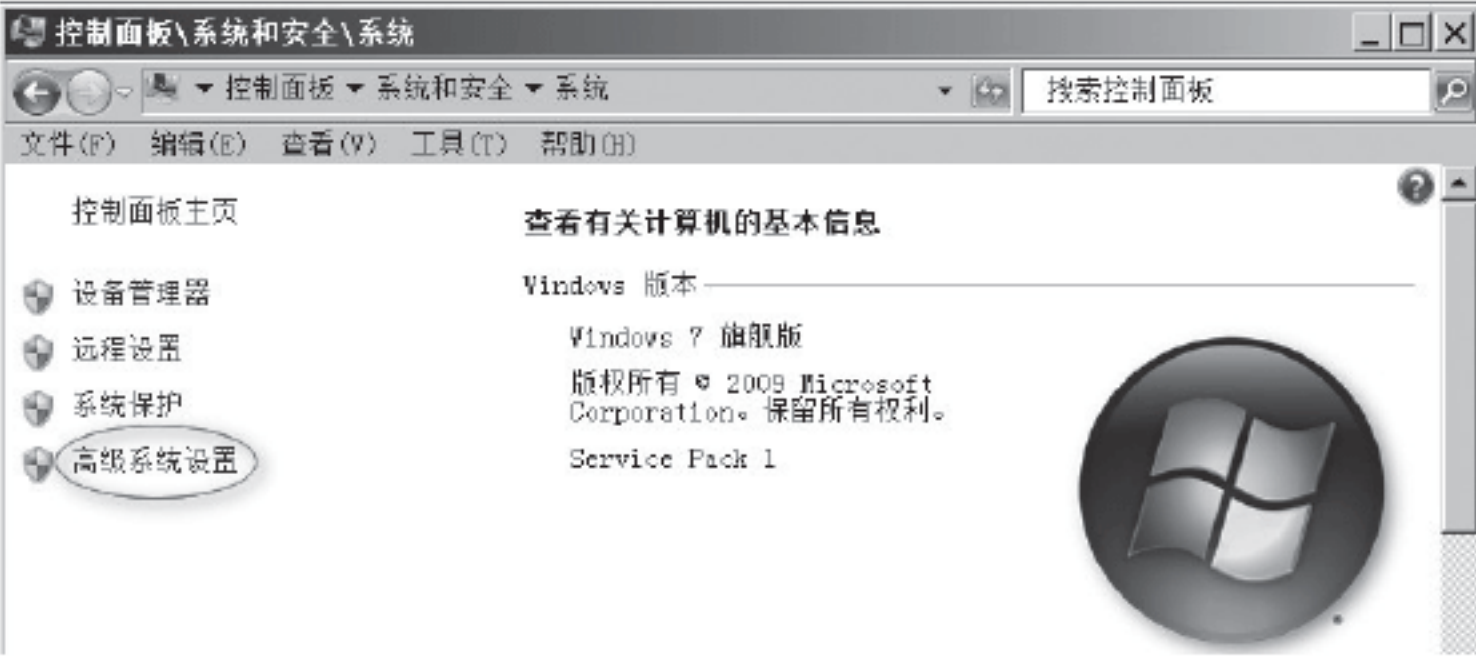 控制面板\系统和安全\系统
控制面板 系统和安全 系统 搜索控制面板
文件(F) 编辑(E) 查看(V) 工具(T) 帮助(H)
控制面板主页
设备管理器
远程设置
系统保护
高级系统设置
查看有关计算机的基本信息
Windows 版本
Windows 7 旗舰版
版权所有 © 2009 Microsoft
Corporation。保留所有权利。
Service Pack 1